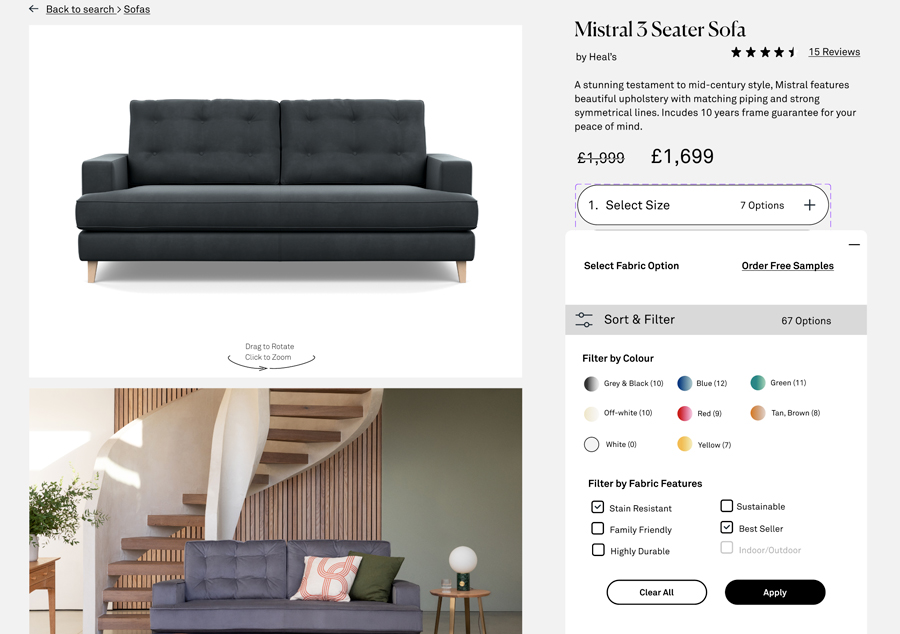 Back to search > Sofas
Mistral 3 Seater Sofa
by Heal's
15 Reviews
A stunning testament to mid-century style, Mistral features
beautiful upholstery with matching piping and strong
symmetrical lines. Incudes 10 years frame guarantee for your
peace of mind.
£1,999 £1,699
1. Select Size 7 Options
Select Fabric Option Order Free Samples
Sort & Filter 67 Options
Filter by Colour
Grey & Black (10) Blue (12) Green (11)
Off-white (10) Red (9) Tan, Brown (8)
White (0) Yellow (7)
Filter by Fabric Features
Stain Resistant Sustainable
Family Friendly Best Seller
Highly Durable Indoor/Outdoor
Clear All Apply
Drag to Rotate
Click to Zoom